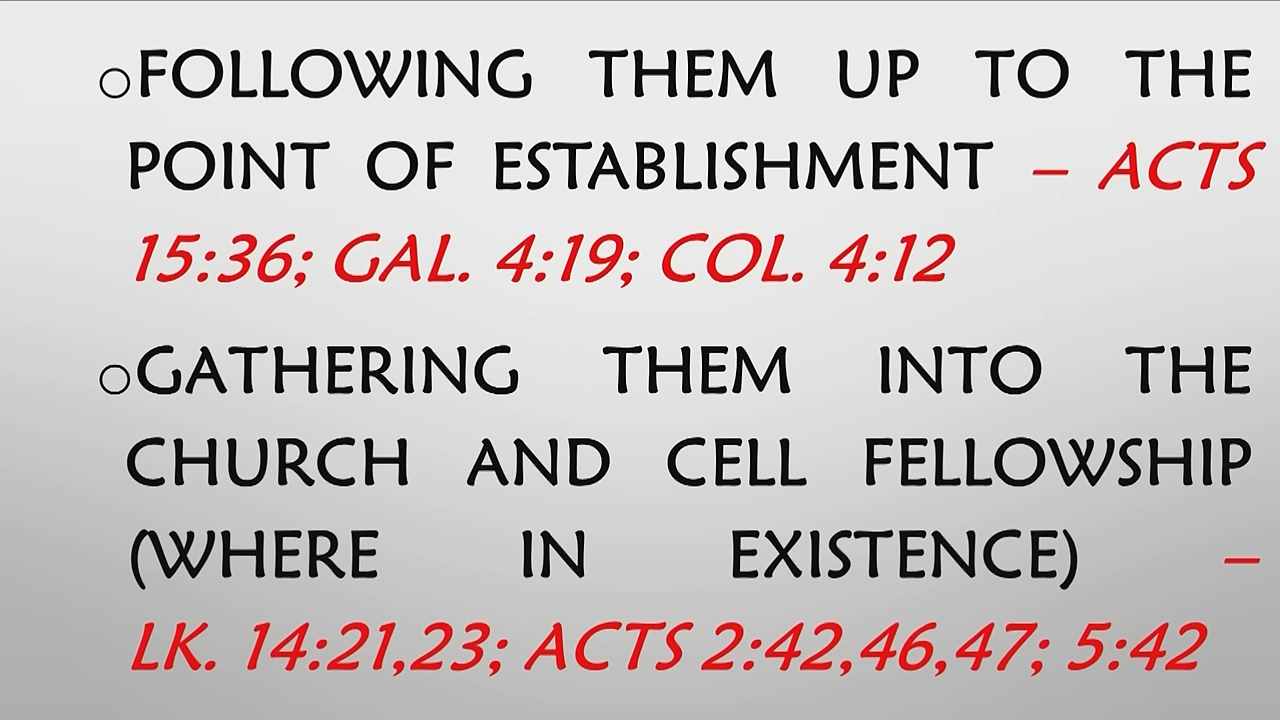 ○FOLLOWING THEM UP TO THE
POINT OF ESTABLISHMENT – ACTS
15:36; GAL. 4:19; COL. 4:12
○GATHERING THEM INTO THE
CHURCH AND CELL FELLOWSHIP
(WHERE IN EXISTENCE) –
LK. 14:21,23; ACTS 2:42,46,47; 5:42